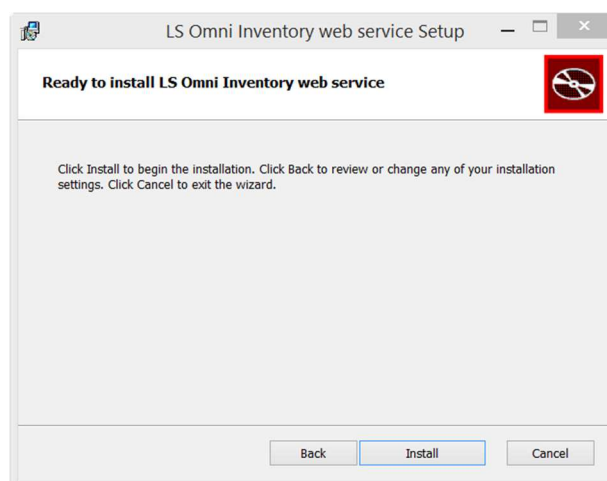 LS Omni Inventory web service Setup
Ready to install LS Omni Inventory web service
Click Install to begin the installation. Click Back to review or change any of your installation
settings. Click Cancel to exit the wizard.
Back Install Cancel